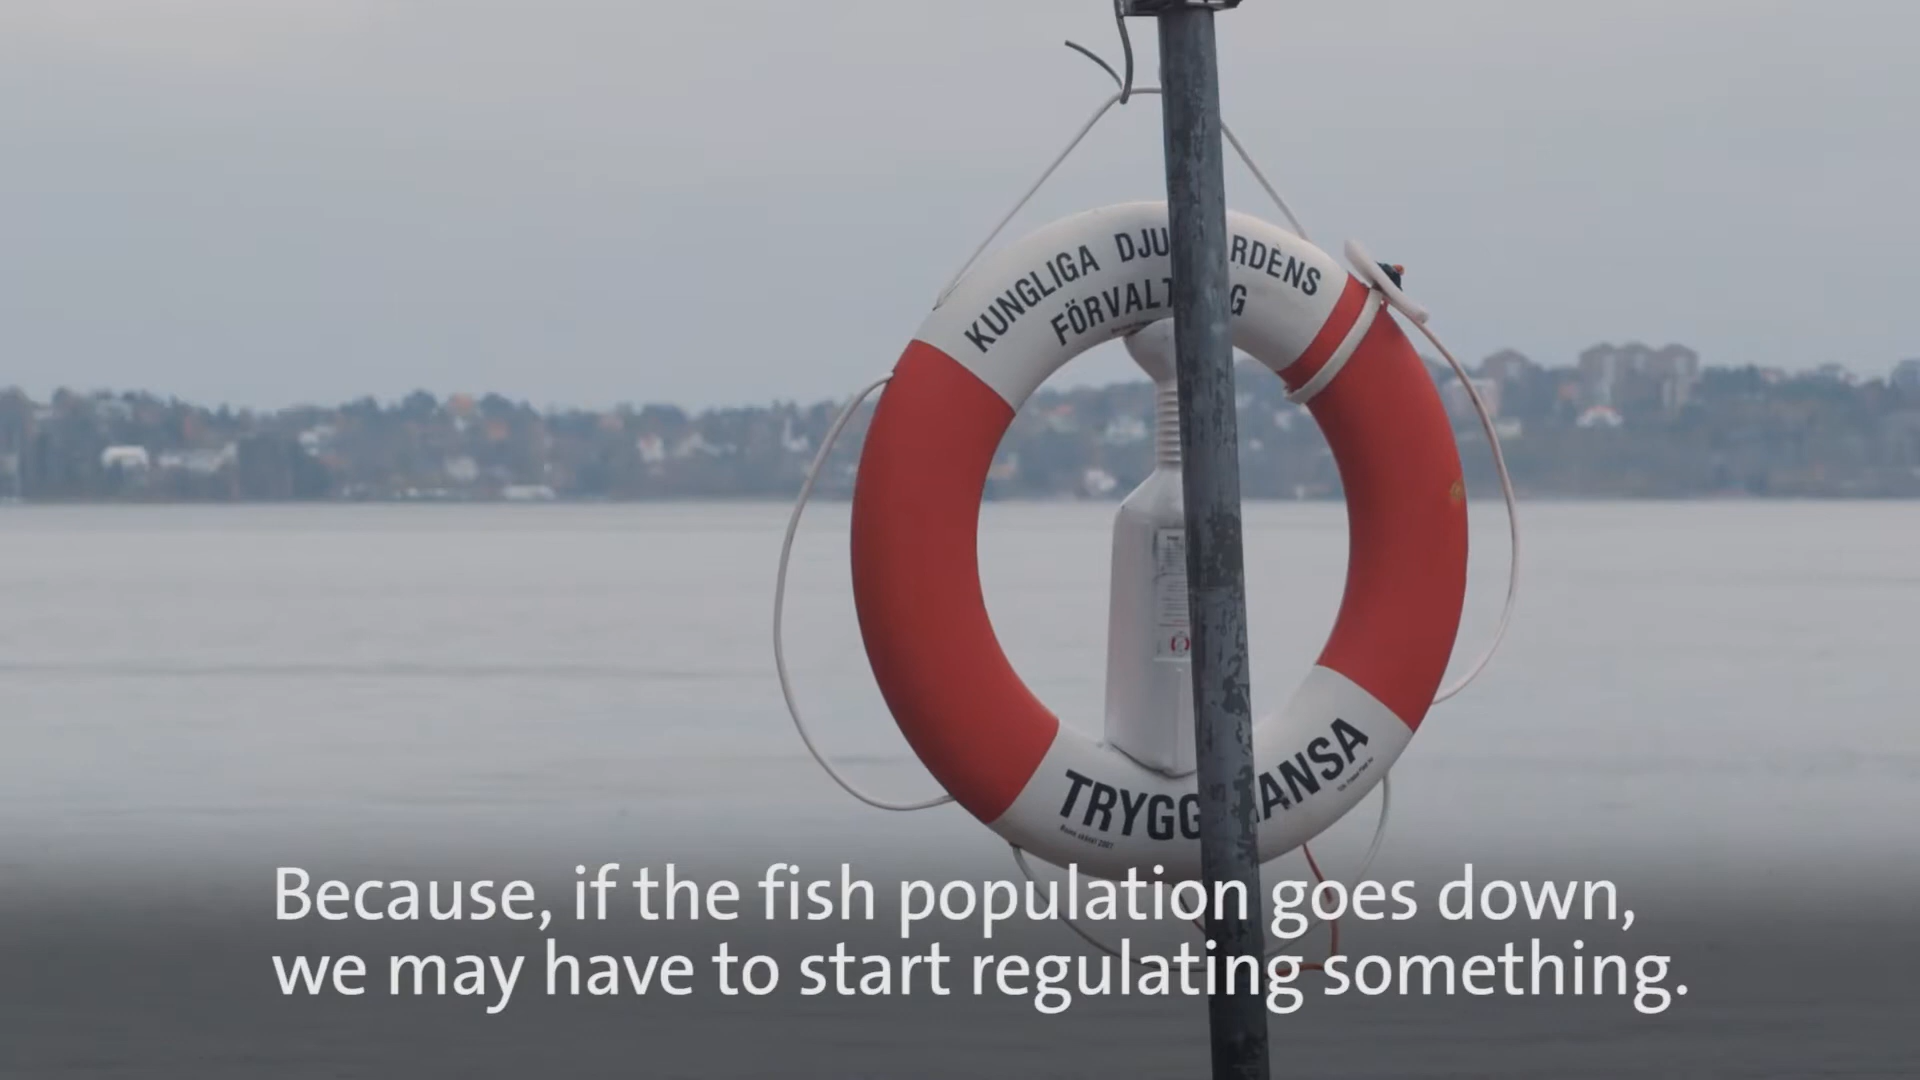 KUNGLIGA DJU RDENS
FÖRVALT G
TRYGG ANSA
Because, if the fish population goes down,
we may have to start regulating something.